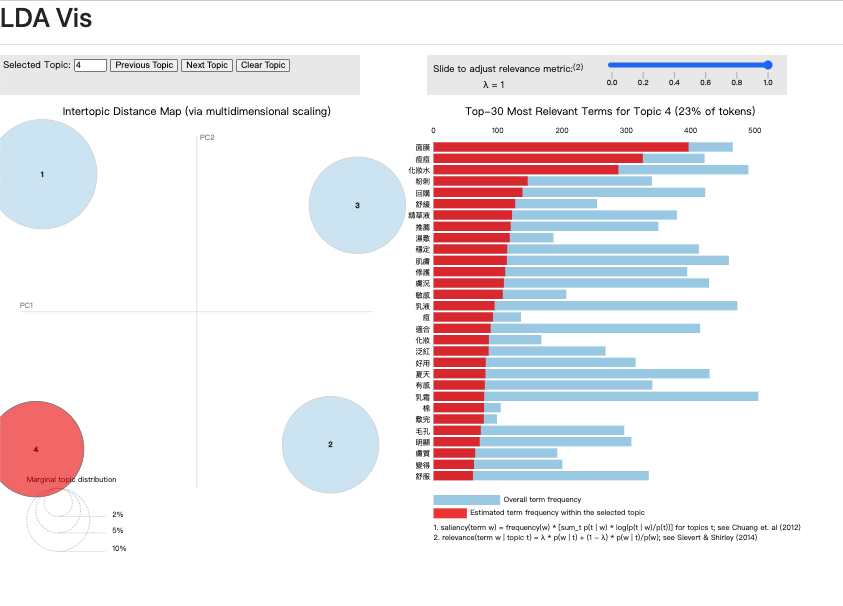 LDA Vis
Selected Topic: 4 Previous Topic Next Topic Clear Topic
Slide to adjust relevance metric:(2)
λ = 1
0.0 0.2 0.4 0.6 0.8 1.0
Intertopic Distance Map (via multidimensional scaling)
PC2
PC1
1
3
4
2
Marginal topic distribution
2%
5%
10%
Top-30 Most Relevant Terms for Topic 4 (23% of tokens)
0 100 200 300 400 500
面膜
痘痘
化妝水
粉刺
回購
舒緩
精華液
推薦
濕敷
穩定
肌膚
修護
膚況
敏感
乳液
痘
適合
化妝
泛紅
好用
夏天
有感
乳霜
棉
敷完
毛孔
明顯
膚質
變得
舒服
Overall term frequency
Estimated term frequency within the selected topic
1. saliency(term w) = frequency(w) * [sum_t p(t | w) * log(p(t | w)/p(t))] for topics t; see Chuang et. al (2012)
2. relevance(term w | topic t) = λ * p(w | t) + (1 - λ) * p(w | t)/p(w); see Sievert & Shirley (2014)